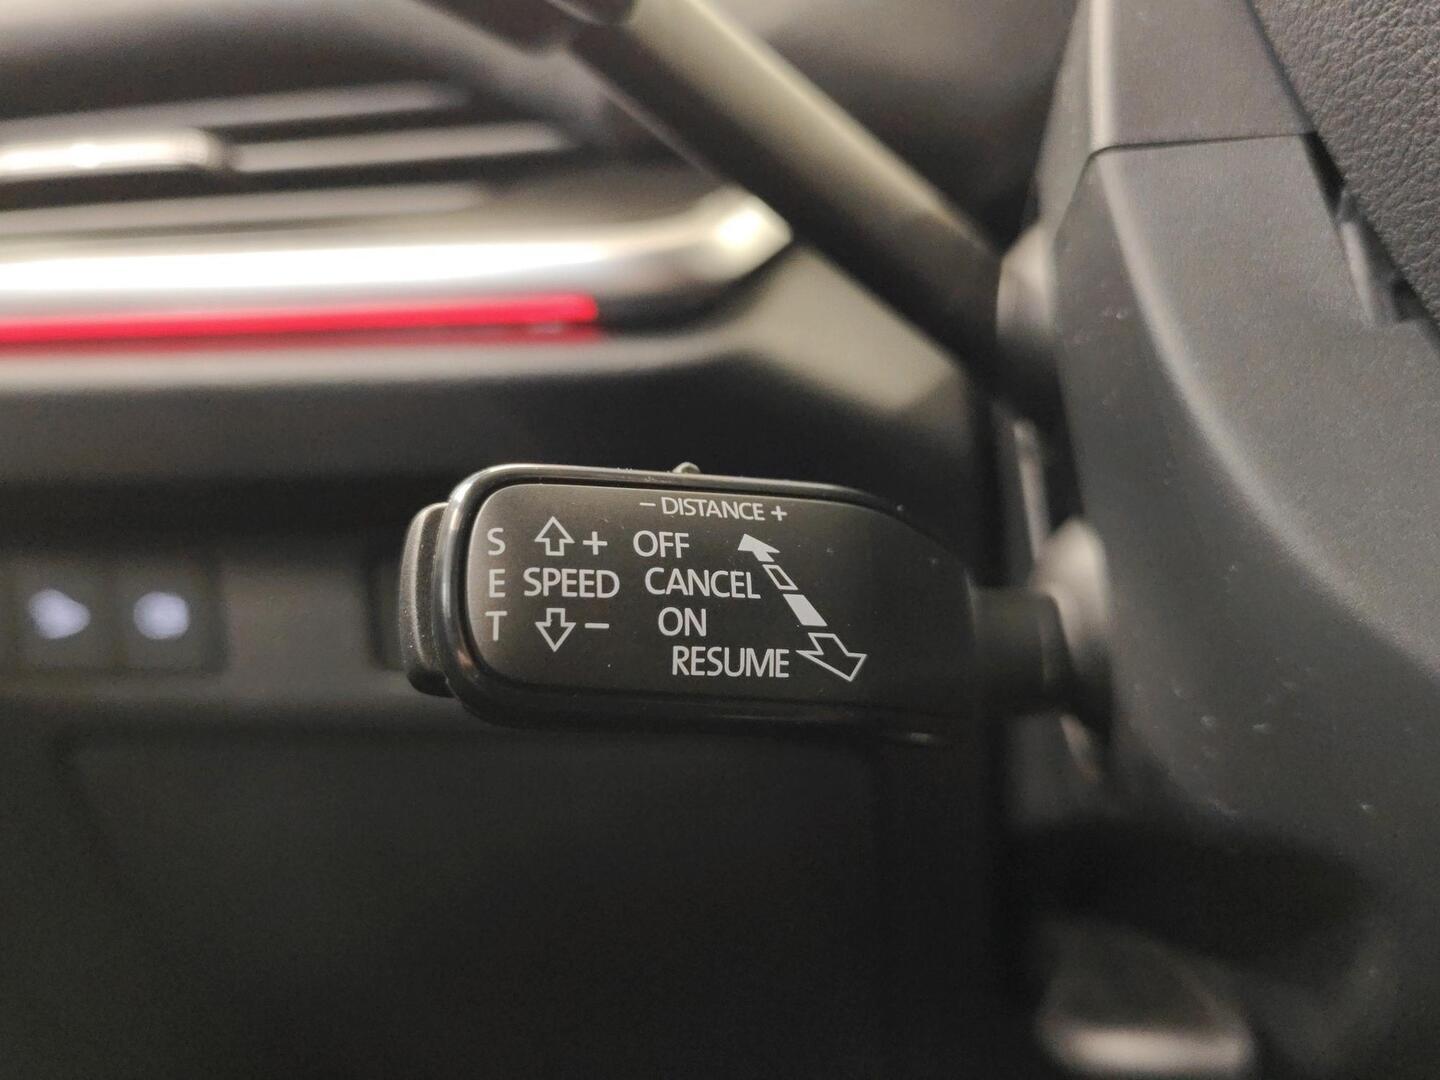 - DISTANCE +
S + OFF
E SPEED CANCEL
T - ON
RESUME